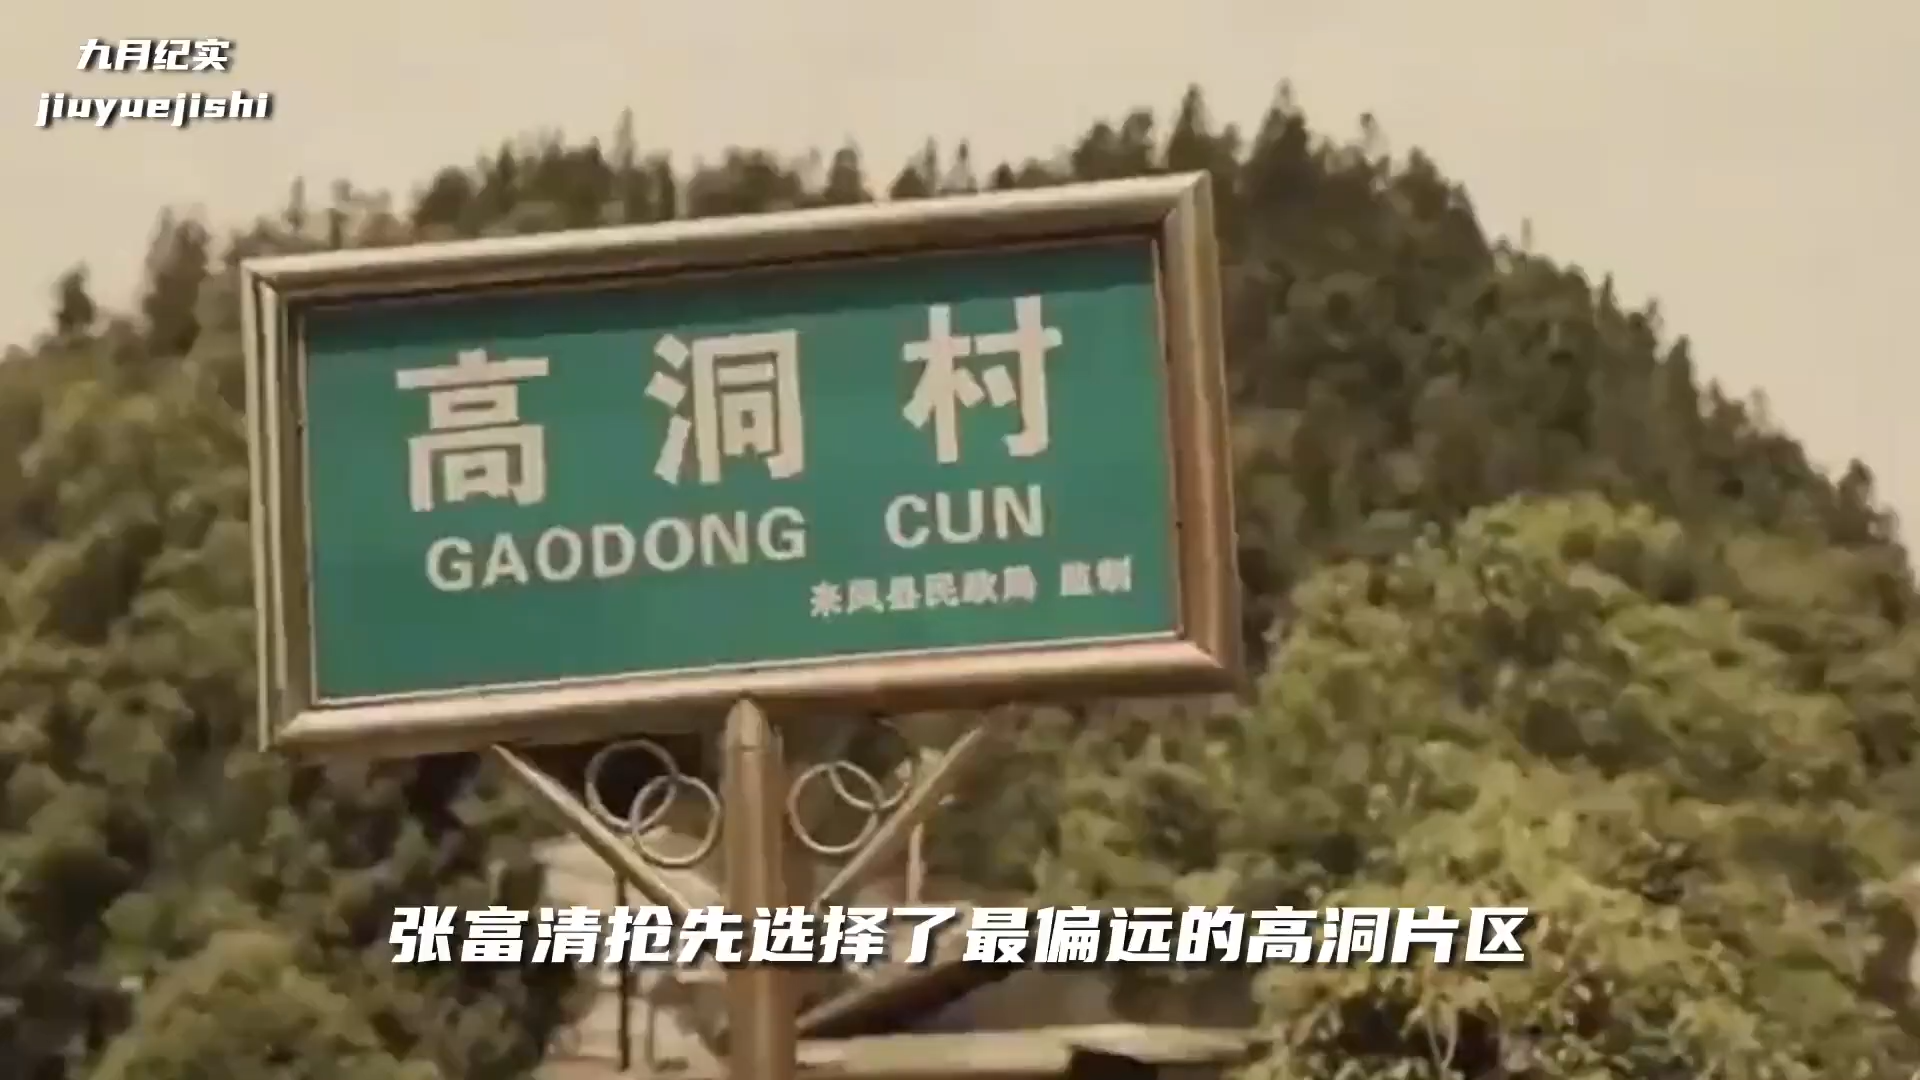 九月纪实
jiuyuejishi
高洞村
GAODONG CUN
来凤县民政局 监制
张富清抢先选择了最偏远的高洞片区